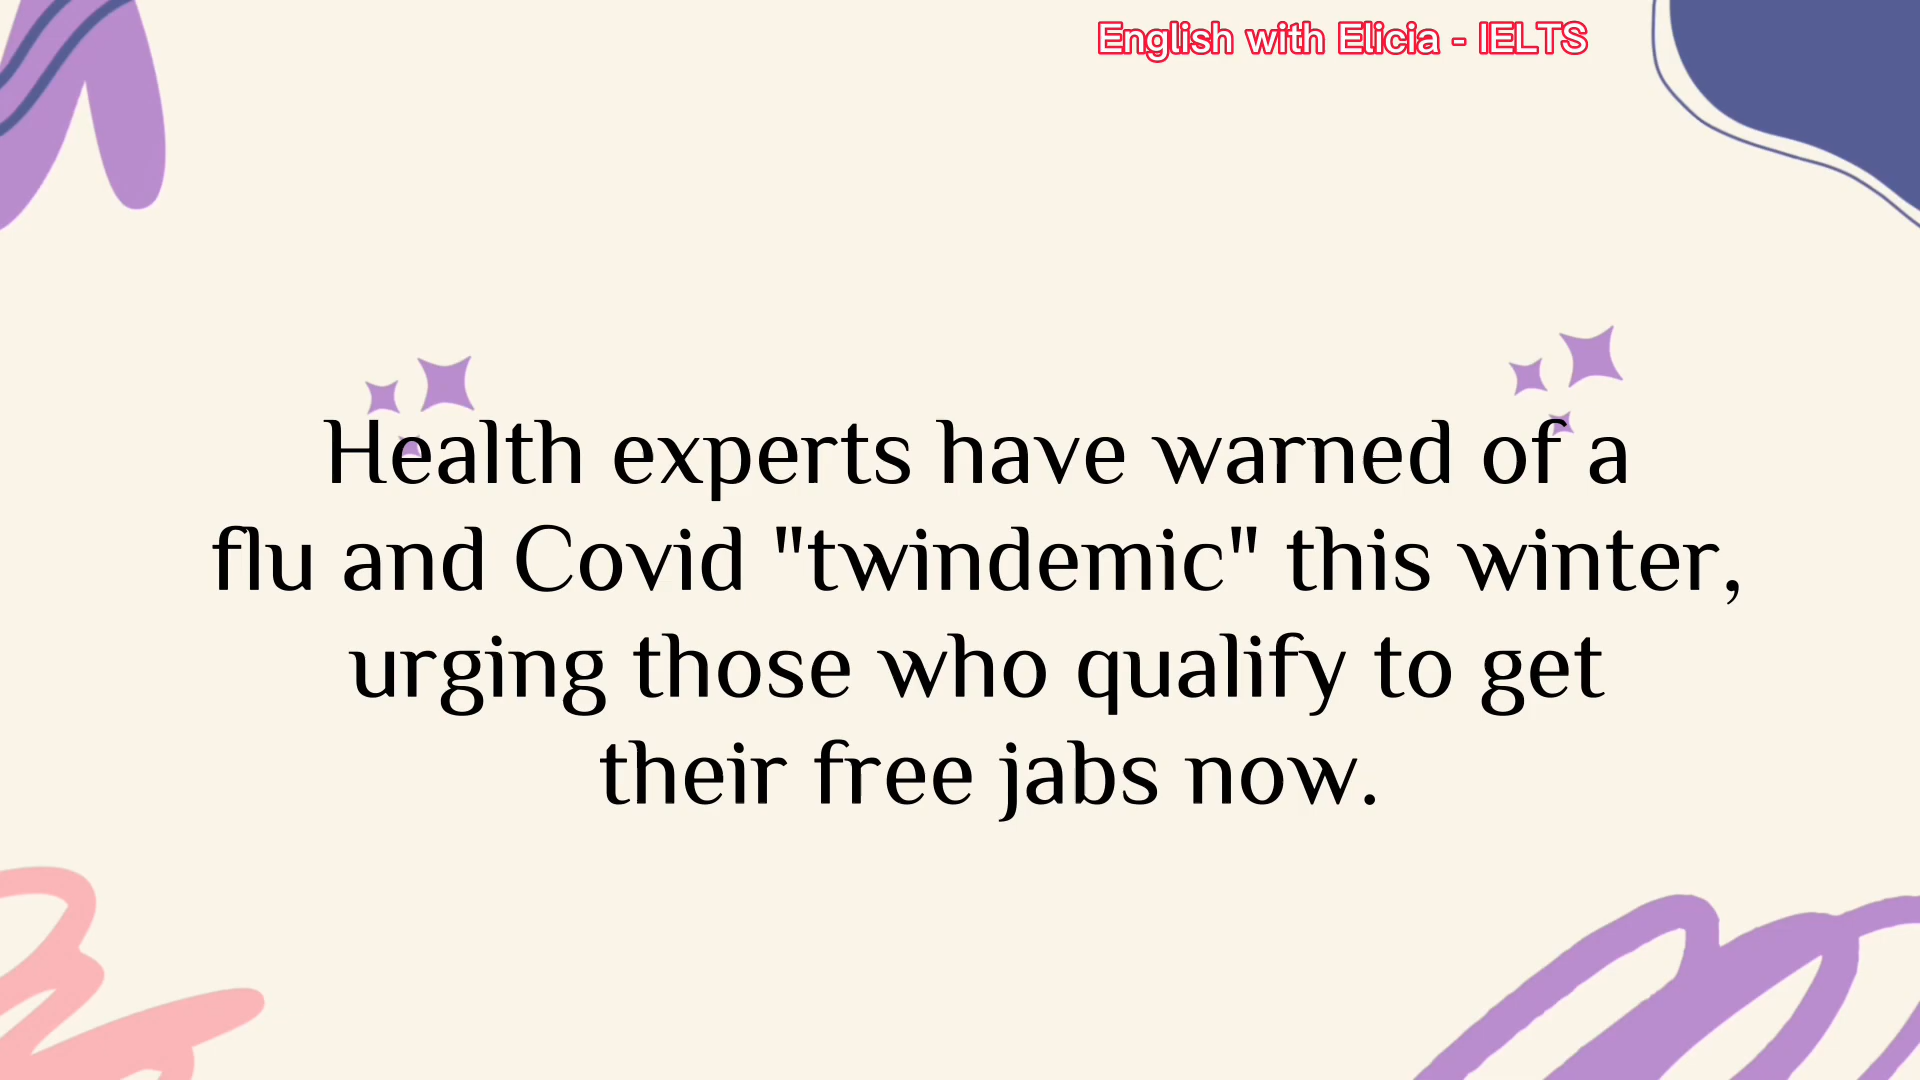 English with Elicia - IELTS
Health experts have warned of a
flu and Covid "twindemic" this winter,
urging those who qualify to get
their free jabs now.